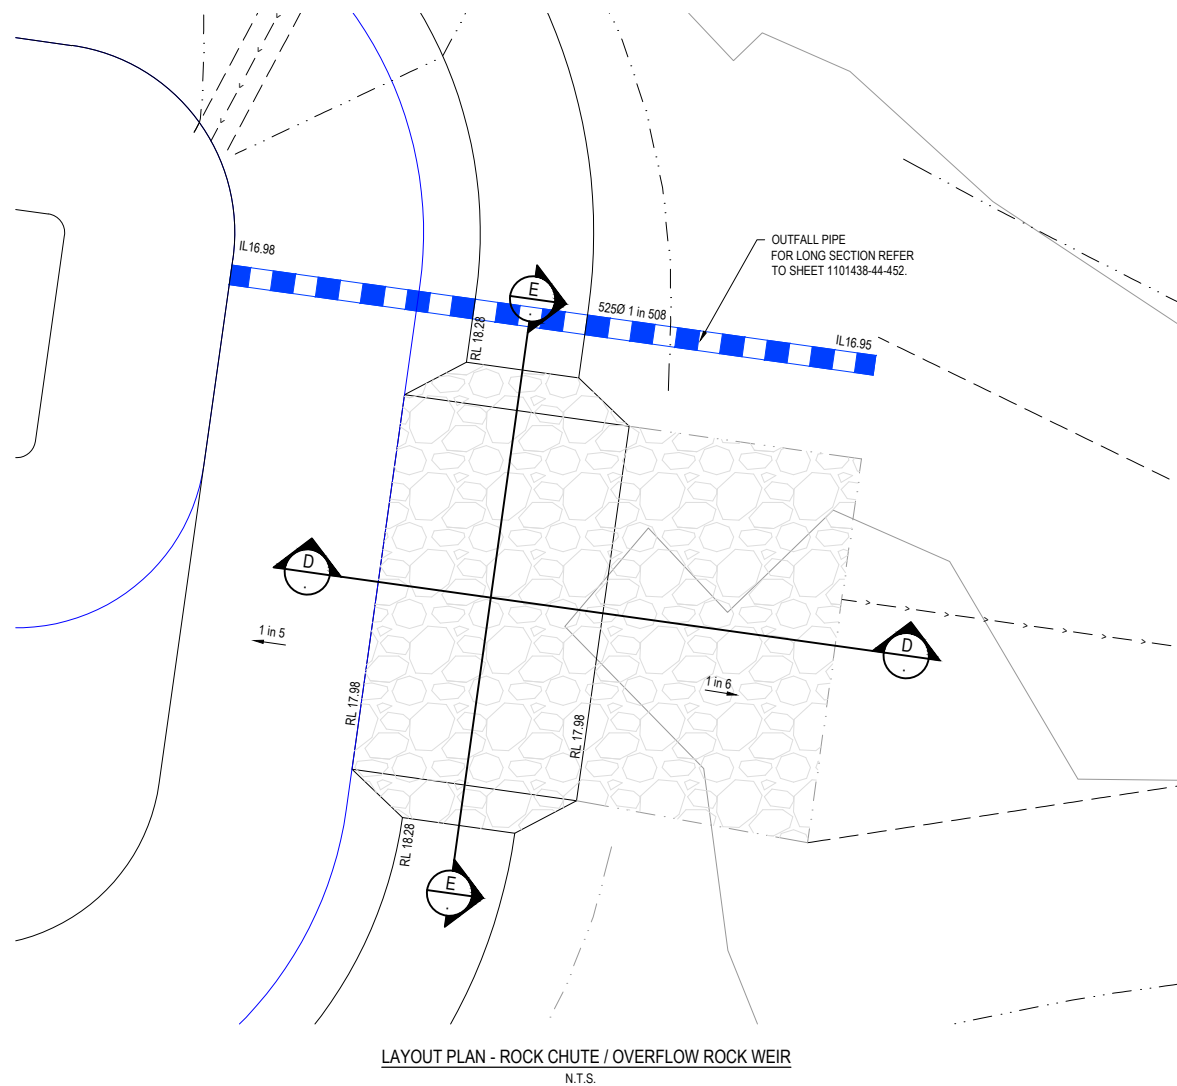 IL16.98
OUTFALL PIPE
FOR LONG SECTION REFER
TO SHEET 1101438-44-452.
E
525Ø 1 in 508
RL 18.28
IL16.95
D
1 in 5
D
1 in 6
RL 17.98
RL 17.98
RL 18.28
E
LAYOUT PLAN - ROCK CHUTE / OVERFLOW ROCK WEIR
N.T.S.